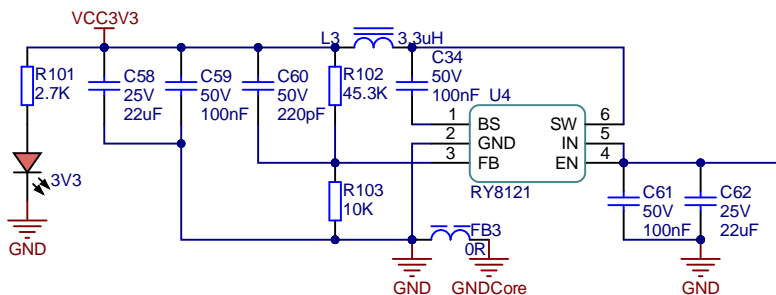 VCC3V3
L3
3.3uH
R101
2.7K
C58
25V
22uF
C59
50V
100nF
C60
50V
220pF
R102
45.3K
C34
50V
100nF
U4
1
BS
SW
6
2
GND
IN
5
3
FB
EN
4
RY8121
3V3
R103
10K
C61
50V
100nF
C62
25V
22uF
FB3
0R
GND
GND
GNDCore
GND